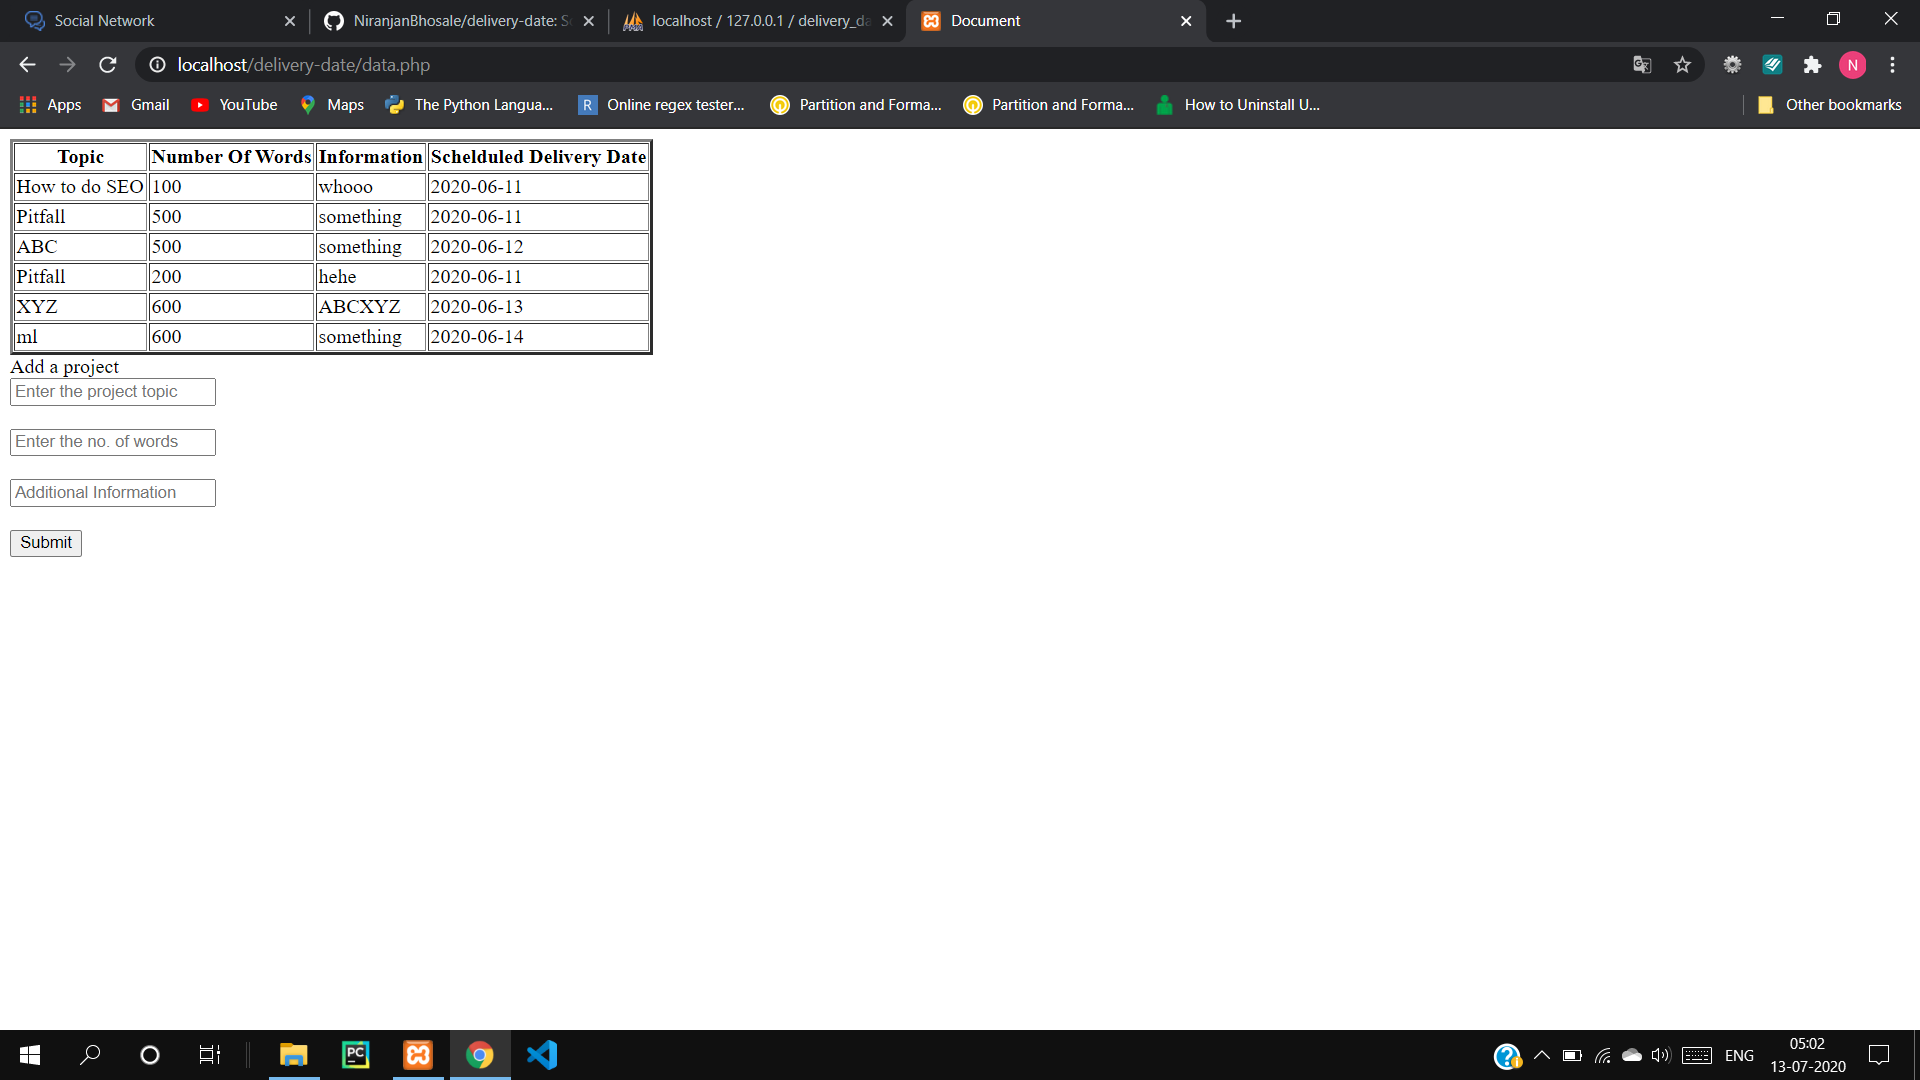 Social Network
NiranjanBhosale/delivery-date: S
localhost / 127.0.0.1 / delivery_da
Document
localhost/delivery-date/data.php
N
Apps
Gmail
YouTube
Maps
The Python Langua...
R
Online regex tester...
Partition and Forma...
Partition and Forma...
How to Uninstall U...
Other bookmarks
Topic Number Of Words Information Schelduled Delivery Date
How to do SEO 100 whooo 2020-06-11
Pitfall 500 something 2020-06-11
ABC 500 something 2020-06-12
Pitfall 200 hehe 2020-06-11
XYZ 600 ABCXYZ 2020-06-13
ml 600 something 2020-06-14
Add a project
Enter the project topic
Enter the no. of words
Additional Information
Submit
PC
ENG
05:02
13-07-2020